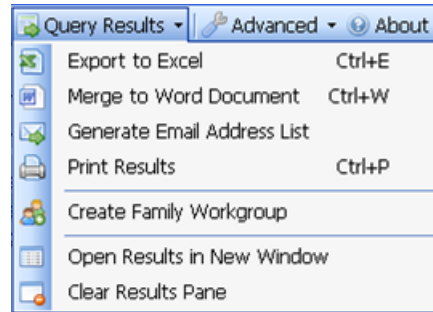 Query Results Advanced About
Export to Excel Ctrl+E
Merge to Word Document Ctrl+W
Generate Email Address List
Print Results Ctrl+P
Create Family Workgroup
Open Results in New Window
Clear Results Pane